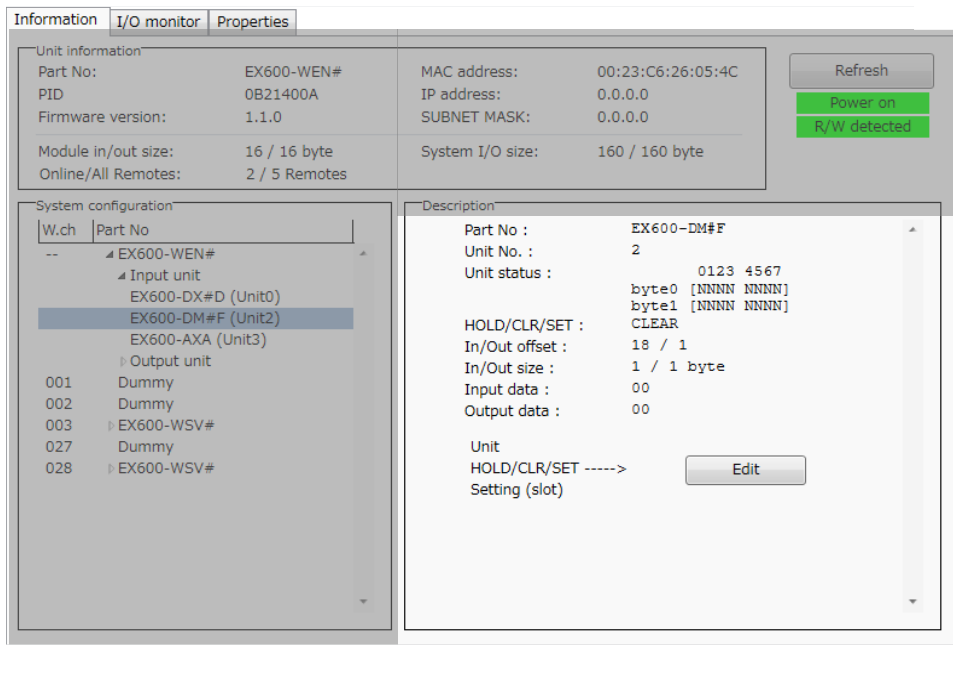 Information I/O monitor Properties
Unit information
Part No: EX600-WEN# MAC address: 00:23:C6:26:05:4C Refresh
PID 0B21400A IP address: 0.0.0.0 Power on
Firmware version: 1.1.0 SUBNET MASK: 0.0.0.0 R/W detected
Module in/out size: 16 / 16 byte System I/O size: 160 / 160 byte
Online/All Remotes: 2 / 5 Remotes
System configuration
W.ch Part No
-- EX600-WEN#
Input unit
EX600-DX#D (Unit0)
EX600-DM#F (Unit2)
EX600-AXA (Unit3)
Output unit
001 Dummy
002 Dummy
003 EX600-WSV#
027 Dummy
028 EX600-WSV#
Description
Part No : EX600-DM#F
Unit No. : 2
Unit status : 0123 4567
byte0 [NNNN NNNN]
byte1 [NNNN NNNN]
HOLD/CLR/SET : CLEAR
In/Out offset : 18 / 1
In/Out size : 1 / 1 byte
Input data : 00
Output data : 00
Unit
HOLD/CLR/SET -----> Edit
Setting (slot)